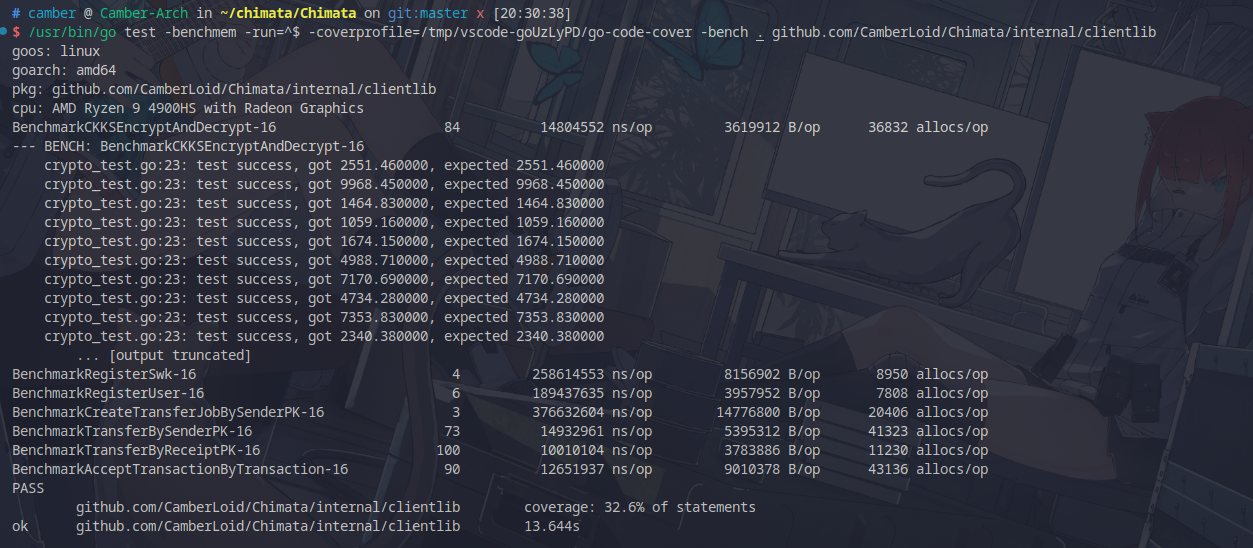 # camber @ Camber-Arch in ~/chimata/Chimata on git:master x [20:30:38]
$ /usr/bin/go test -benchmem -run=^$ -coverprofile=/tmp/vscode-goUzLyPD/go-code-cover -bench . github.com/CamberLoid/Chimata/internal/clientlib
goos: linux
goarch: amd64
pkg: github.com/CamberLoid/Chimata/internal/clientlib
cpu: AMD Ryzen 9 4900HS with Radeon Graphics
BenchmarkCKKSEncryptAndDecrypt-16 84 14804552 ns/op 3619912 B/op 36832 allocs/op
--- BENCH: BenchmarkCKKSEncryptAndDecrypt-16
crypto_test.go:23: test success, got 2551.460000, expected 2551.460000
crypto_test.go:23: test success, got 9968.450000, expected 9968.450000
crypto_test.go:23: test success, got 1464.830000, expected 1464.830000
crypto_test.go:23: test success, got 1059.160000, expected 1059.160000
crypto_test.go:23: test success, got 1674.150000, expected 1674.150000
crypto_test.go:23: test success, got 4988.710000, expected 4988.710000
crypto_test.go:23: test success, got 7170.690000, expected 7170.690000
crypto_test.go:23: test success, got 4734.280000, expected 4734.280000
crypto_test.go:23: test success, got 7353.830000, expected 7353.830000
crypto_test.go:23: test success, got 2340.380000, expected 2340.380000
... [output truncated]
BenchmarkRegisterSwk-16 4 258614553 ns/op 8156902 B/op 8950 allocs/op
BenchmarkRegisterUser-16 6 189437635 ns/op 3957952 B/op 7808 allocs/op
BenchmarkCreateTransferJobBySenderPK-16 3 376632604 ns/op 14776800 B/op 20406 allocs/op
BenchmarkTransferBySenderPK-16 73 14932961 ns/op 5395312 B/op 41323 allocs/op
BenchmarkTransferByReceiptPK-16 100 10010104 ns/op 3783886 B/op 11230 allocs/op
BenchmarkAcceptTransactionByTransaction-16 90 12651937 ns/op 9010378 B/op 43136 allocs/op
PASS
github.com/CamberLoid/Chimata/internal/clientlib coverage: 32.6% of statements
ok github.com/CamberLoid/Chimata/internal/clientlib 13.644s